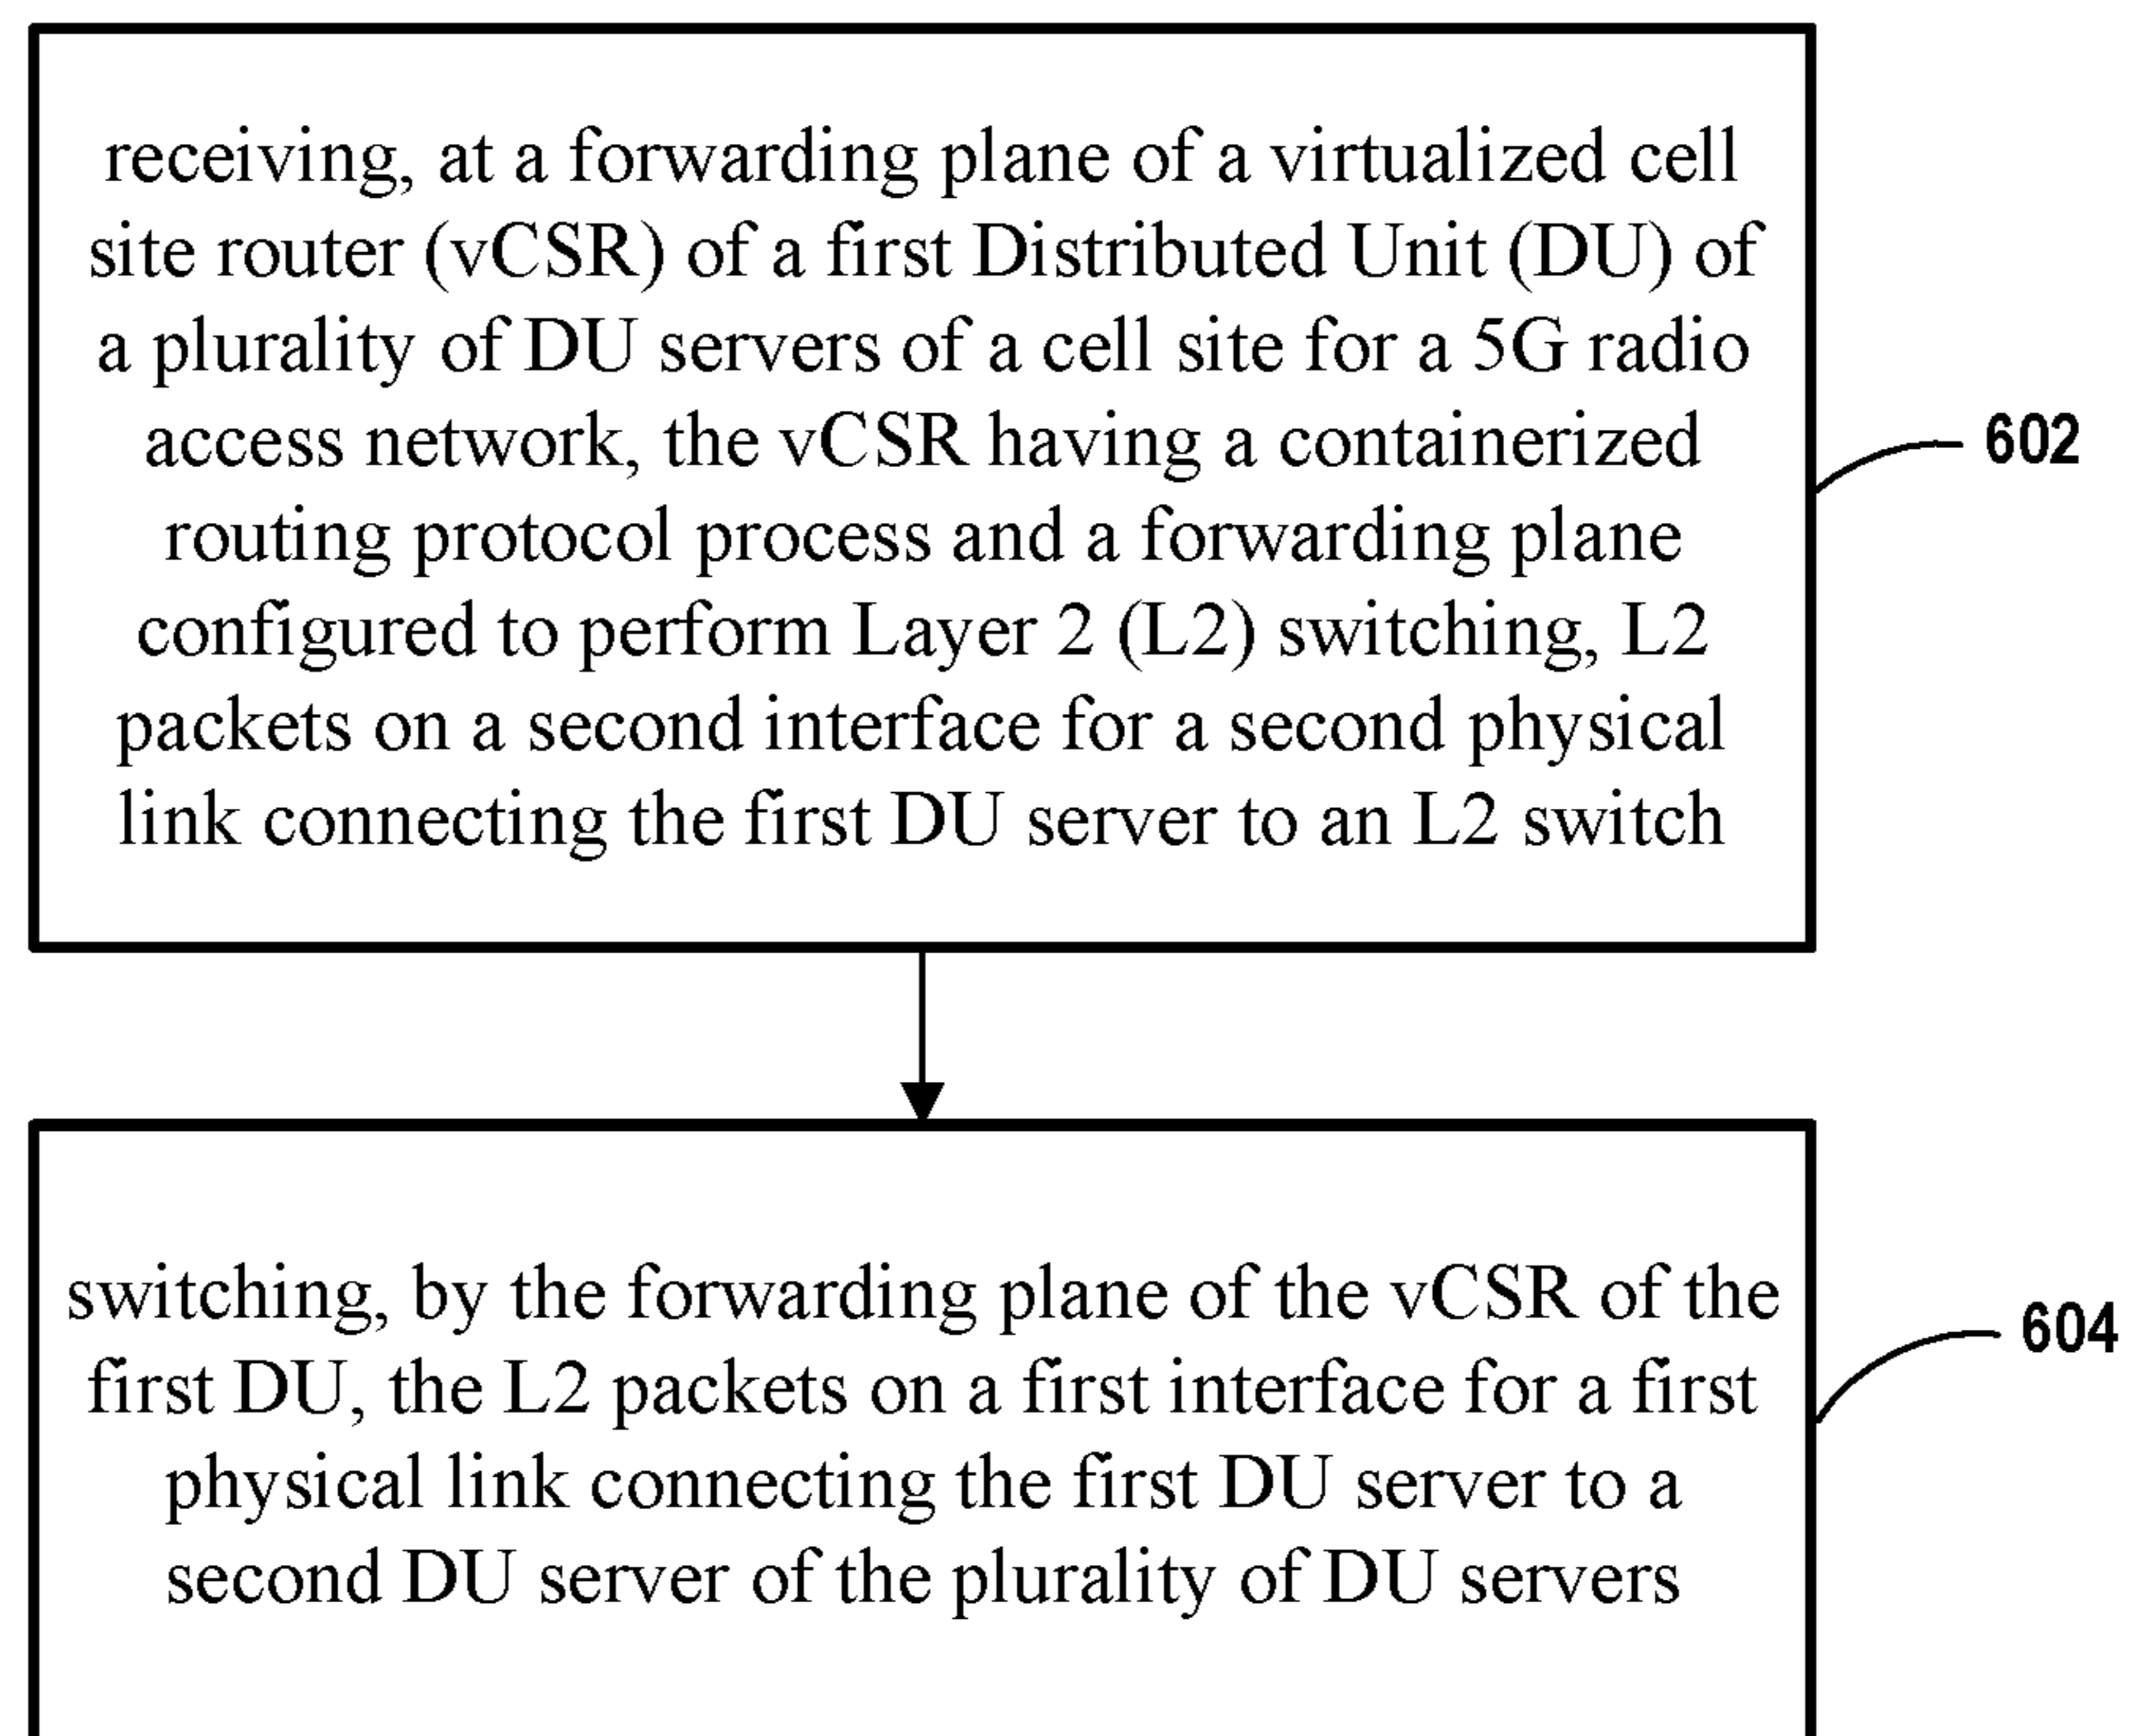 receiving, at a forwarding plane of a virtualized cell
site router (vCSR) of a first Distributed Unit (DU) of
a plurality of DU servers of a cell site for a 5G radio
access network, the vCSR having a containerized
routing protocol process and a forwarding plane
configured to perform Layer 2 (L2) switching, L2
packets on a second interface for a second physical
link connecting the first DU server to an L2 switch
602
switching, by the forwarding plane of the vCSR of the
first DU, the L2 packets on a first interface for a first
physical link connecting the first DU server to a
second DU server of the plurality of DU servers
604